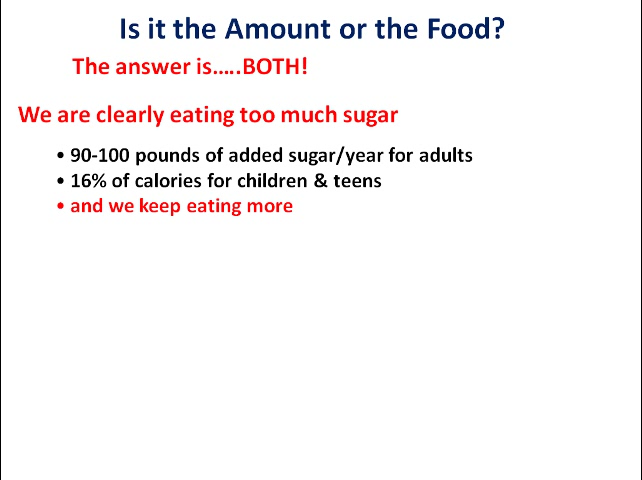 Is it the Amount or the Food?
The answer is…..BOTH!
We are clearly eating too much sugar
• 90-100 pounds of added sugar/year for adults
• 16% of calories for children & teens
• and we keep eating more